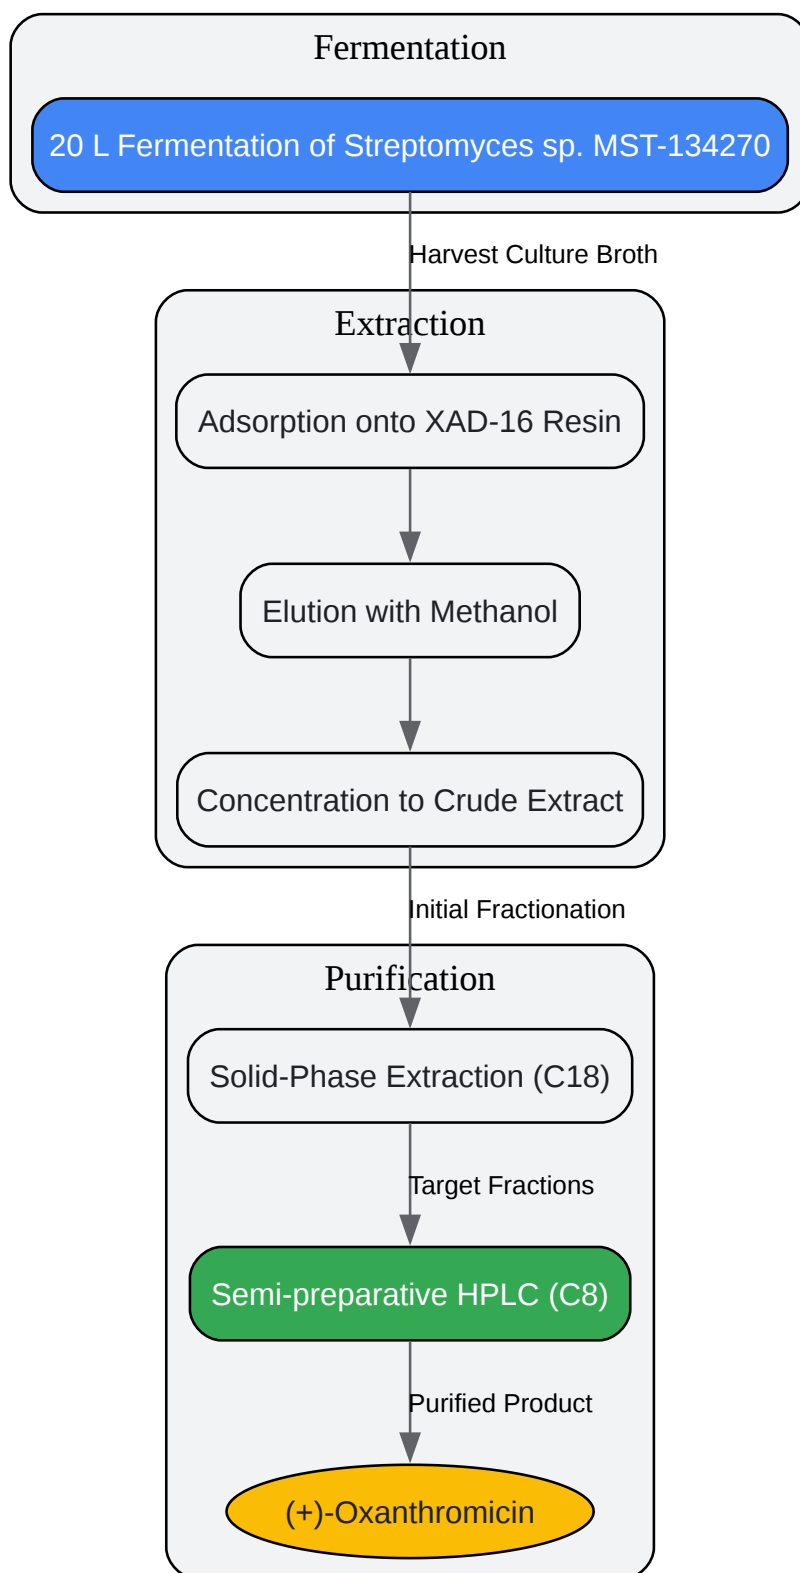 Fermentation
20 L Fermentation of Streptomyces sp. MST-134270
Harvest Culture Broth
Extraction
Adsorption onto XAD-16 Resin
Elution with Methanol
Concentration to Crude Extract
Initial Fractionation
Purification
Solid-Phase Extraction (C18)
Target Fractions
Semi-preparative HPLC (C8)
Purified Product
(+)-Oxanthromicin